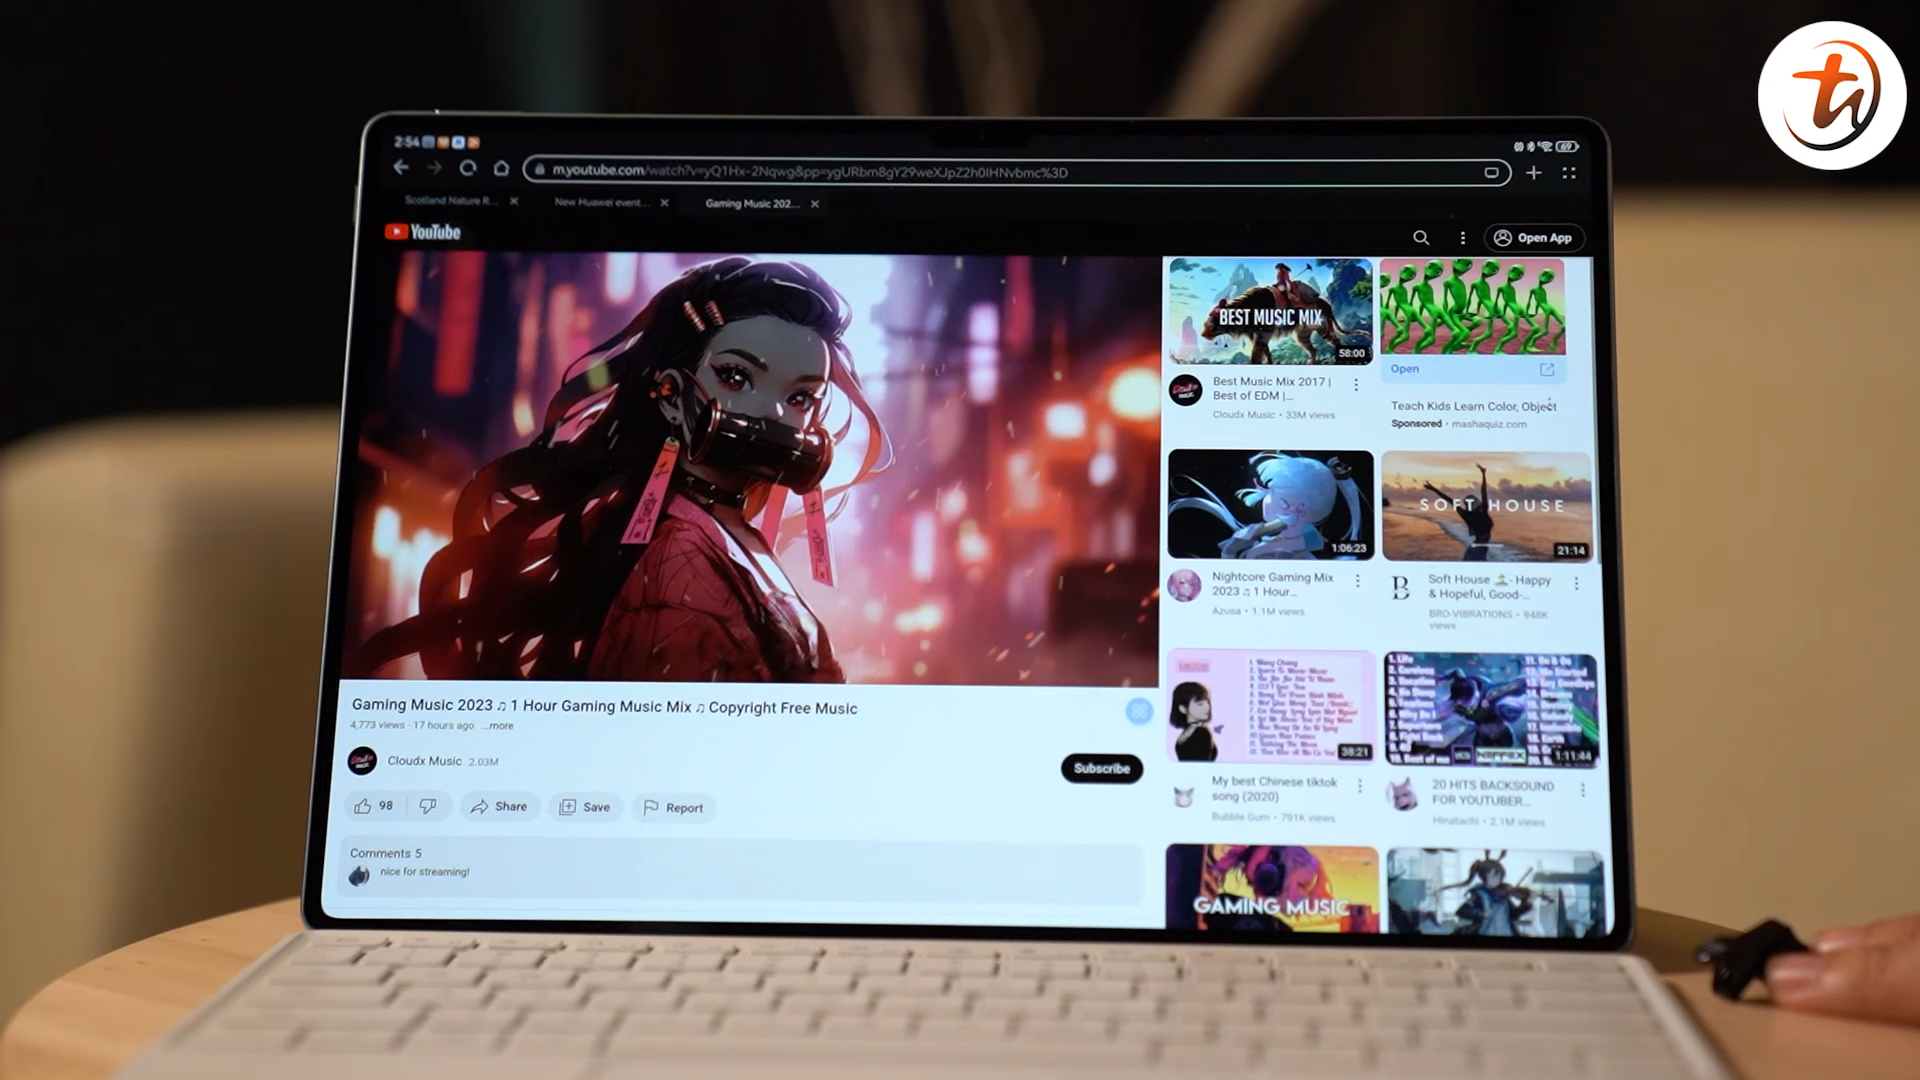 2:54
69
m.youtube.com/watch?v=yQ1Hx-2Nqwg&pp=ygURbm8gY29weXJpZ2h0IHNvbmc%3D
Scotland Nature R...
New Huawei event...
Gaming Music 202...
YouTube
Open App
BEST MUSIC MIX
58:00
Best Music Mix 2017 |
Best of EDM |...
Cloudx Music • 33M views
Open
Teach Kids Learn Color, Object
Sponsored • mashaquiz.com
1:06:23
Nightcore Gaming Mix
2023 ♫ 1 Hour...
Azusa • 1.1M views
SOFT HOUSE
21:14
Soft House 🏝️- Happy
& Hopeful, Good-...
BRO-VIBRATIONS • 948K
views
Gaming Music 2023 ♫ 1 Hour Gaming Music Mix ♫ Copyright Free Music
4,773 views · 17 hours ago ...more
Cloudx Music 2.03M
Subscribe
98
Share
Save
Report
Comments 5
nice for streaming!
38:21
My best Chinese tiktok
song (2020)
Bubble Gum • 791K views
1:11:44
20 HITS BACKSOUND
FOR YOUTUBER...
Hinatachi • 2.1M views
GAMING MUSIC